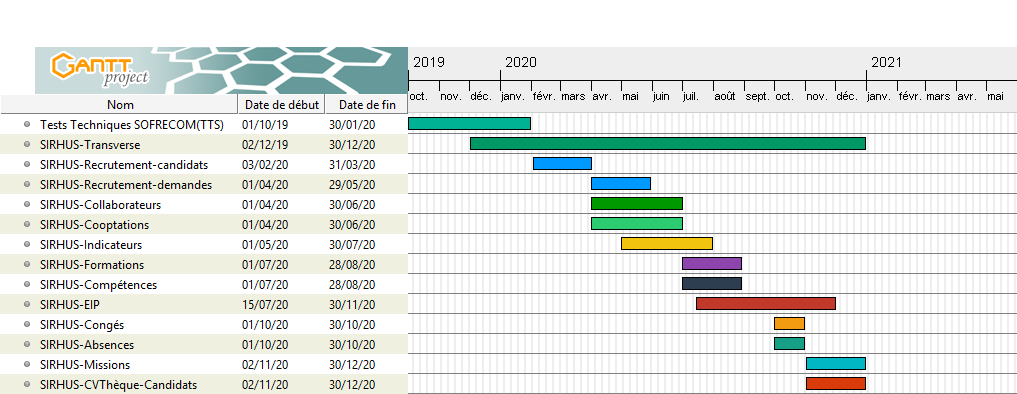 GANTT
project
2019 2020 2021
oct. nov. déc. janv. févr. mars avr. mai juin juil. août sept. oct. nov. déc. janv. févr. mars avr. mai
Nom Date de début Date de fin
Tests Techniques SOFRECOM(TTS) 01/10/19 30/01/20
SIRHUS-Transverse 02/12/19 30/12/20
SIRHUS-Recrutement-candidats 03/02/20 31/03/20
SIRHUS-Recrutement-demandes 01/04/20 29/05/20
SIRHUS-Collaborateurs 01/04/20 30/06/20
SIRHUS-Cooptations 01/04/20 30/06/20
SIRHUS-Indicateurs 01/05/20 30/07/20
SIRHUS-Formations 01/07/20 28/08/20
SIRHUS-Compétences 01/07/20 28/08/20
SIRHUS-EIP 15/07/20 30/11/20
SIRHUS-Congés 01/10/20 30/10/20
SIRHUS-Absences 01/10/20 30/10/20
SIRHUS-Missions 02/11/20 30/12/20
SIRHUS-CVThèque-Candidats 02/11/20 30/12/20